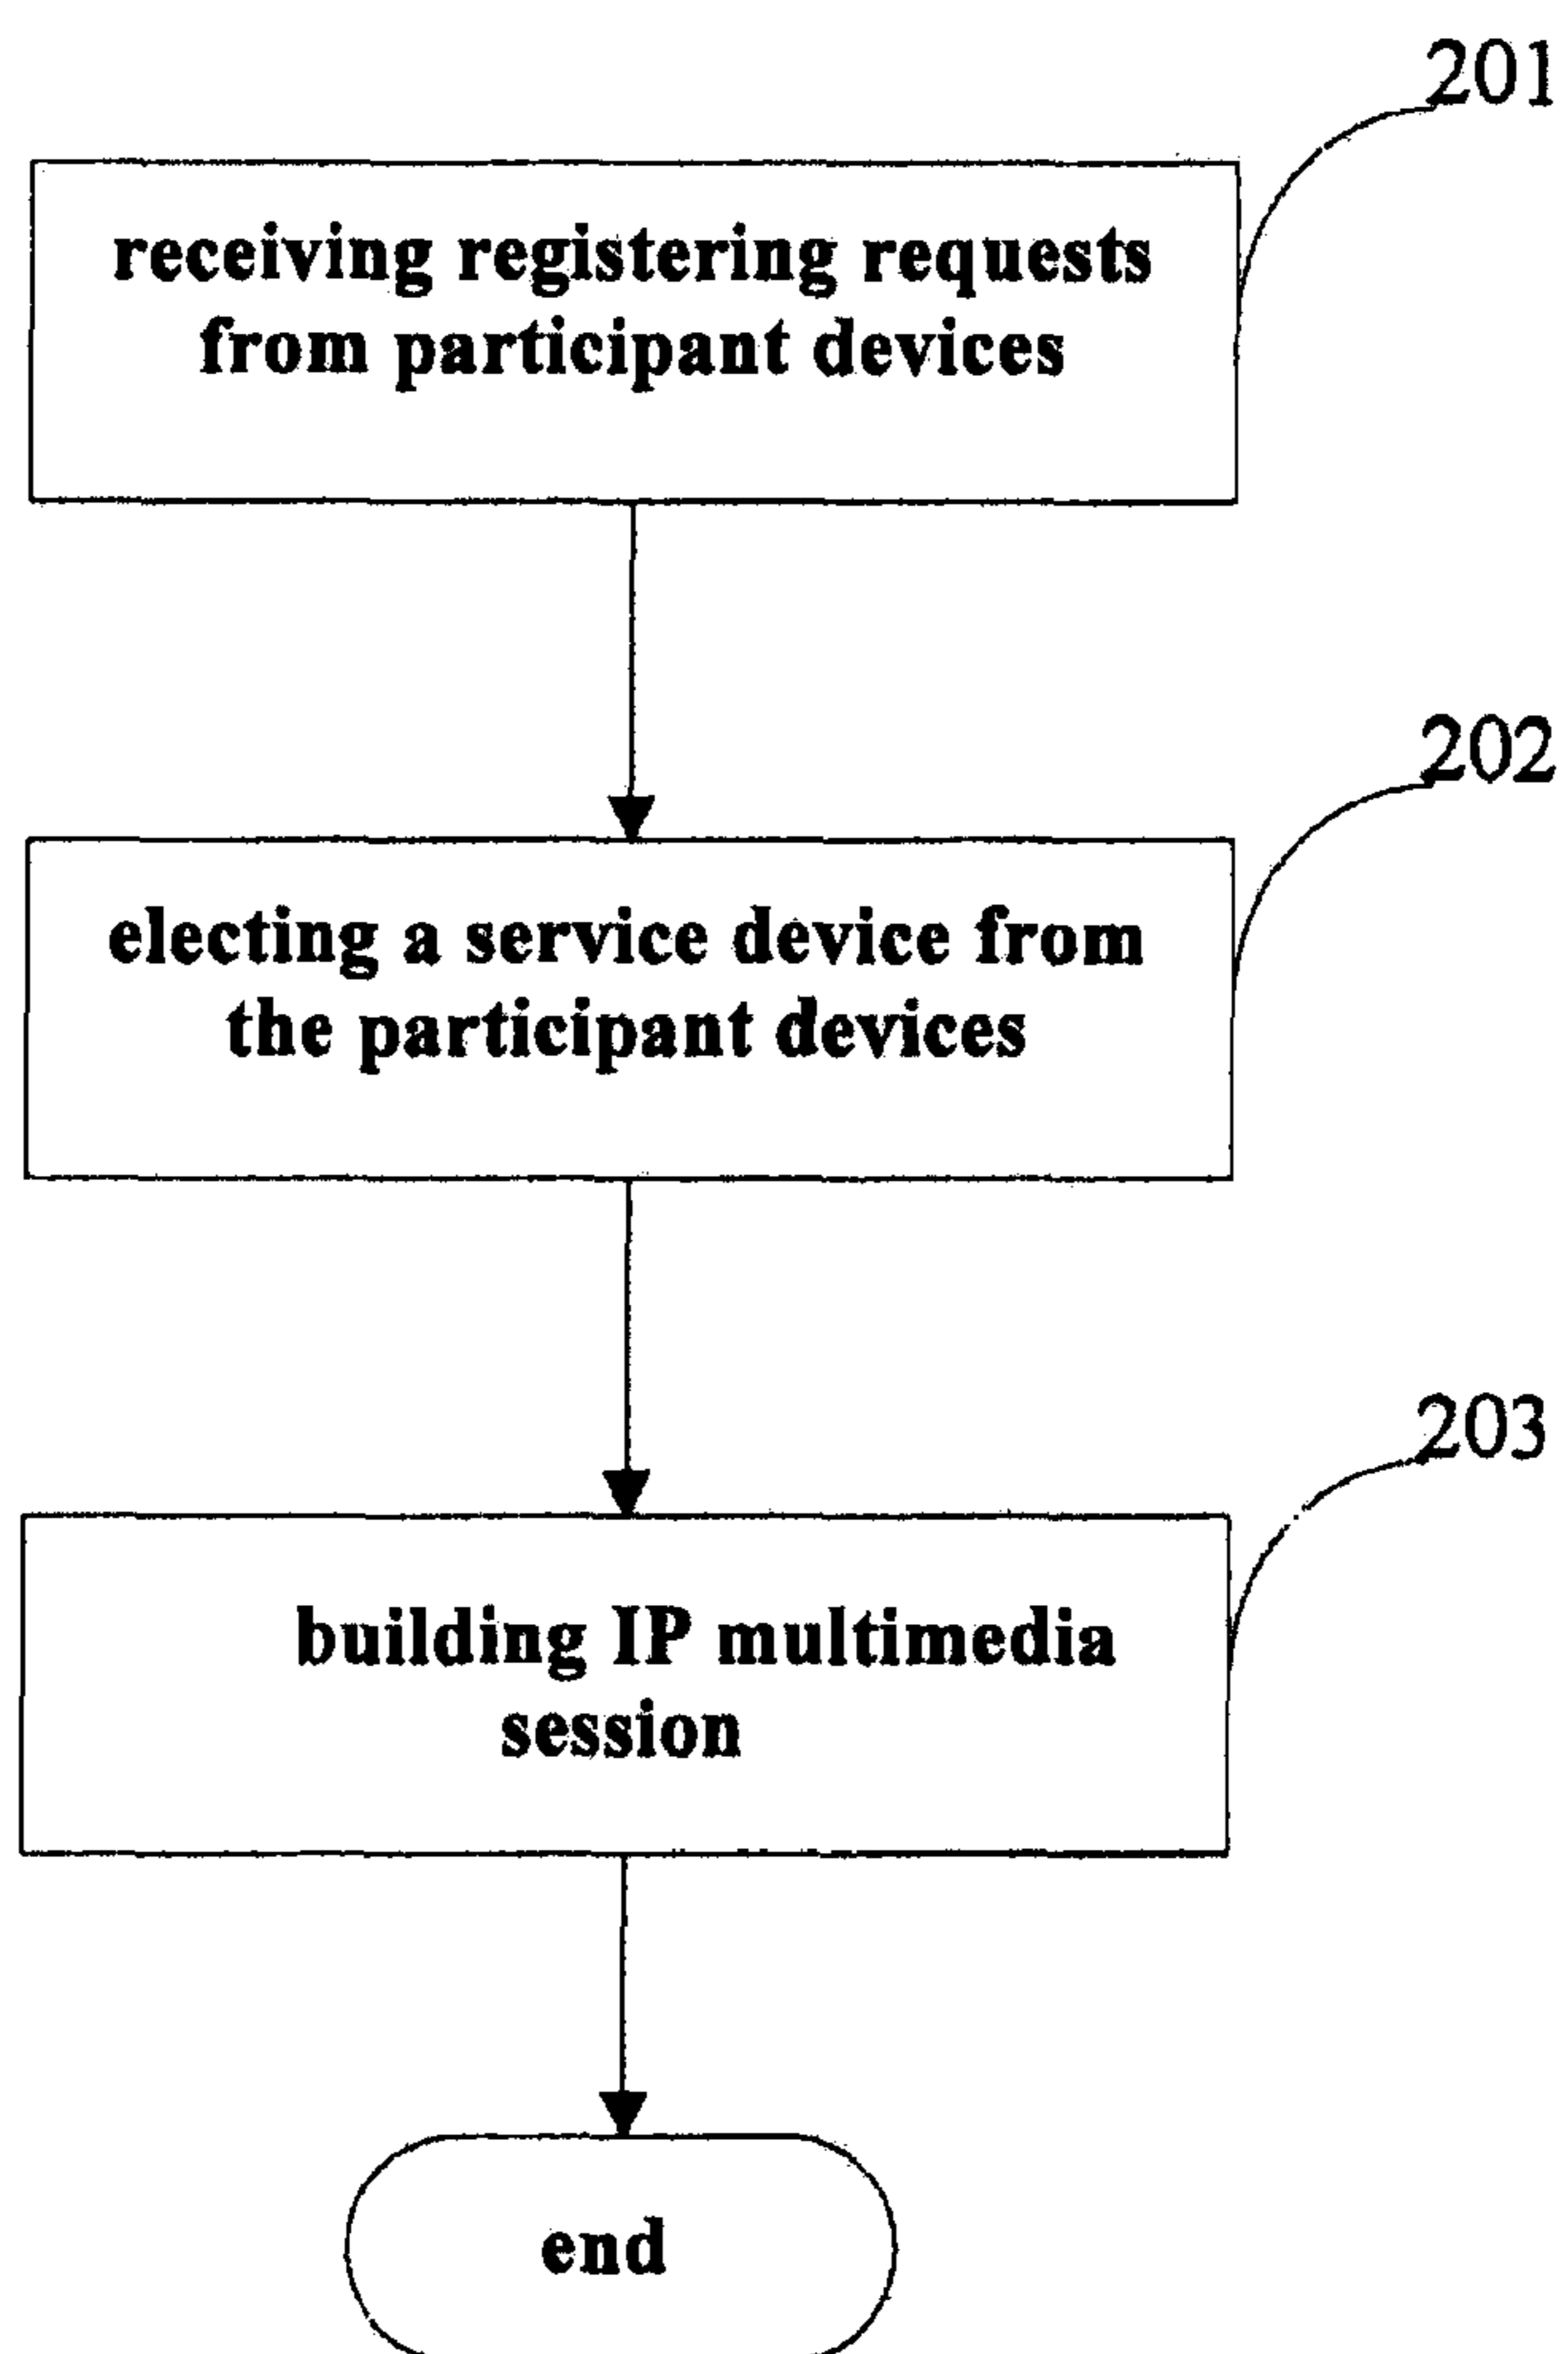 201
receiving registering requests
from participant devices
202
electing a service device from
the participant devices
203
building IP multimedia
session
end